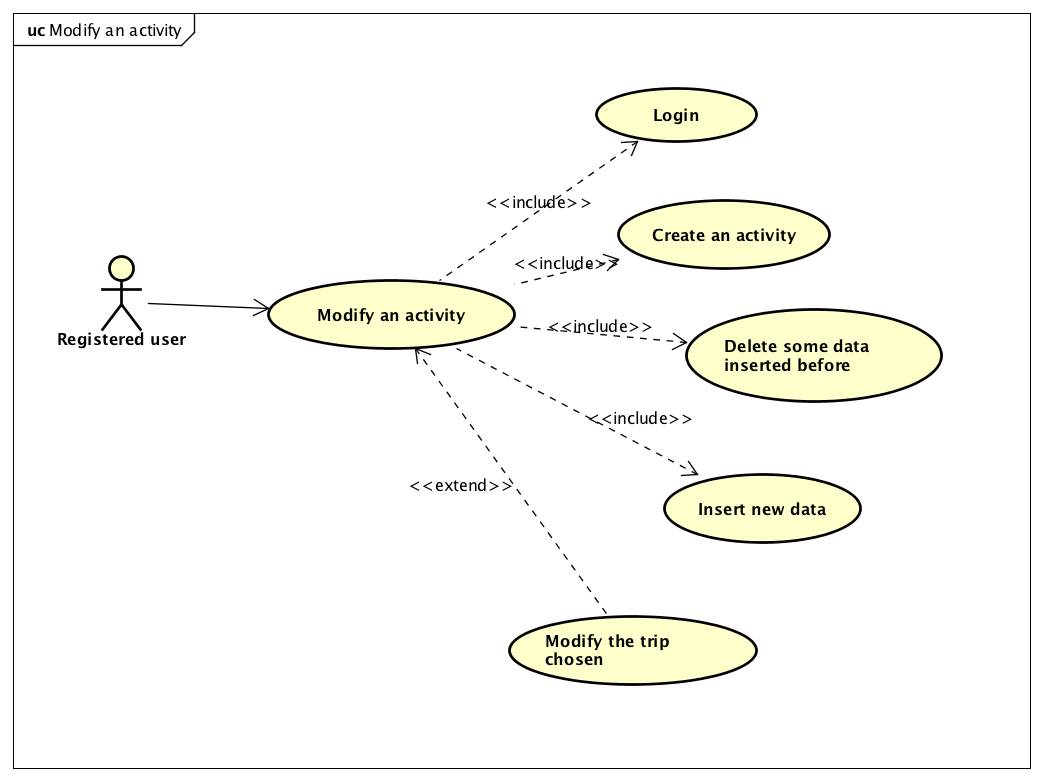 uc Modify an activity
Login
<<include>>
Create an activity
<<include>>
Modify an activity
<<include>>
Registered user
Delete some data
inserted before
<<include>>
<<extend>>
Insert new data
Modify the trip
chosen